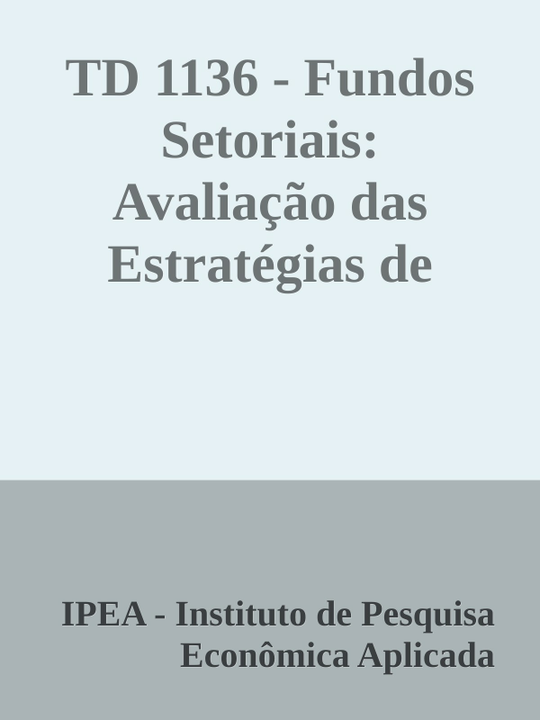 TD 1136 - Fundos
Setoriais:
Avaliação das
Estratégias de
IPEA - Instituto de Pesquisa
Econômica Aplicada